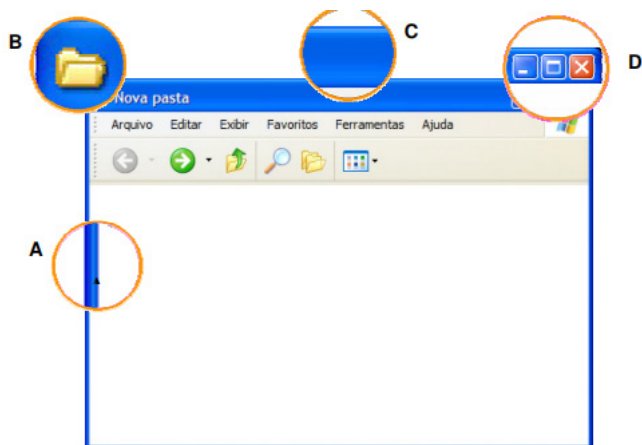 B
C
D
Nova pasta
Arquivo Editar Exibir Favoritos Ferramentas Ajuda
A